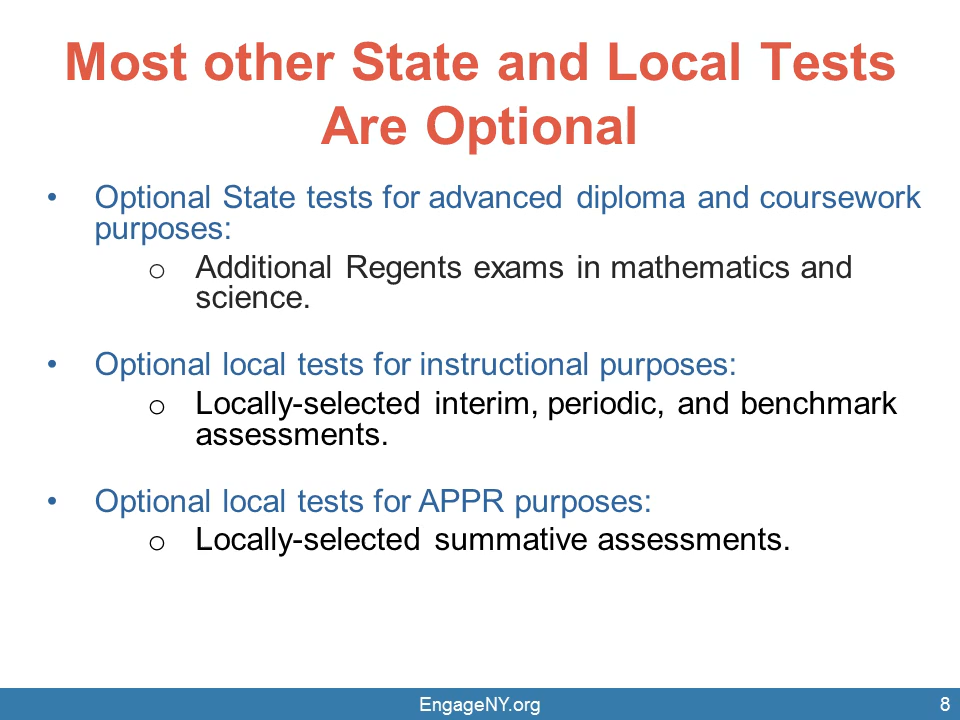 Most other State and Local Tests
Are Optional
• Optional State tests for advanced diploma and coursework
purposes:
o Additional Regents exams in mathematics and
science.
• Optional local tests for instructional purposes:
o Locally-selected interim, periodic, and benchmark
assessments.
• Optional local tests for APPR purposes:
o Locally-selected summative assessments.
EngageNY.org
8